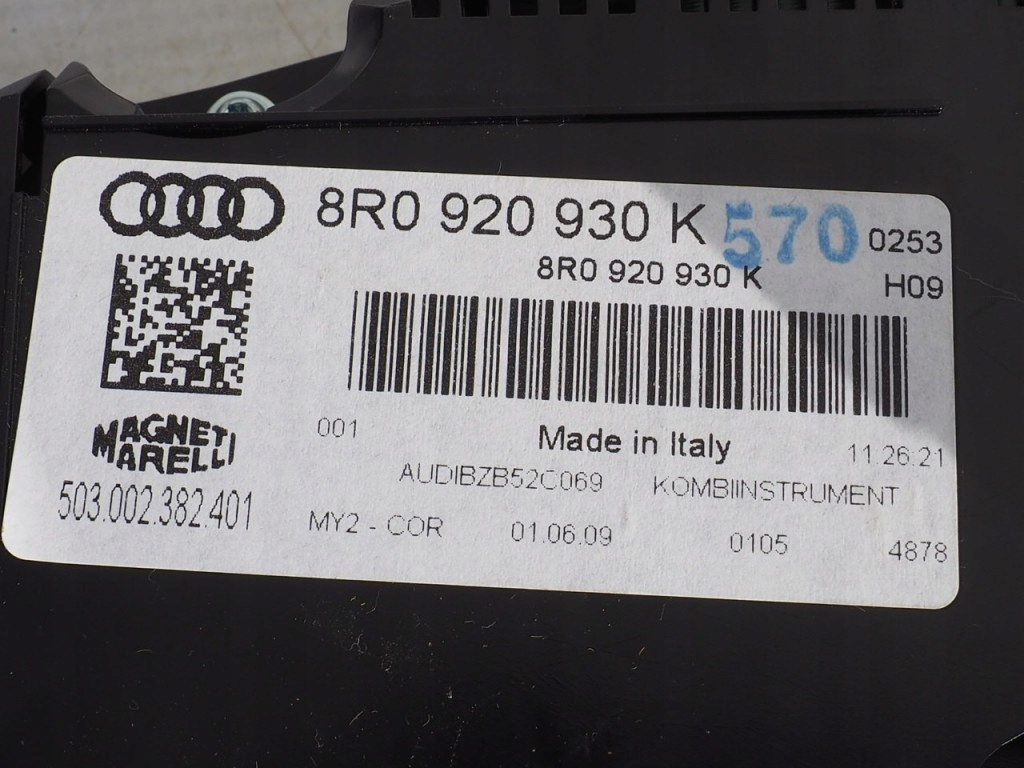 8R0 920 930 K 570 0253
8R0 920 930 K H09
001 Made in Italy 11.26.21
MAGNETI
MARELLI
AUDIBZB52C069 KOMBIINSTRUMENT
503.002.382.401
MY2 - COR 01.06.09 0105 4878